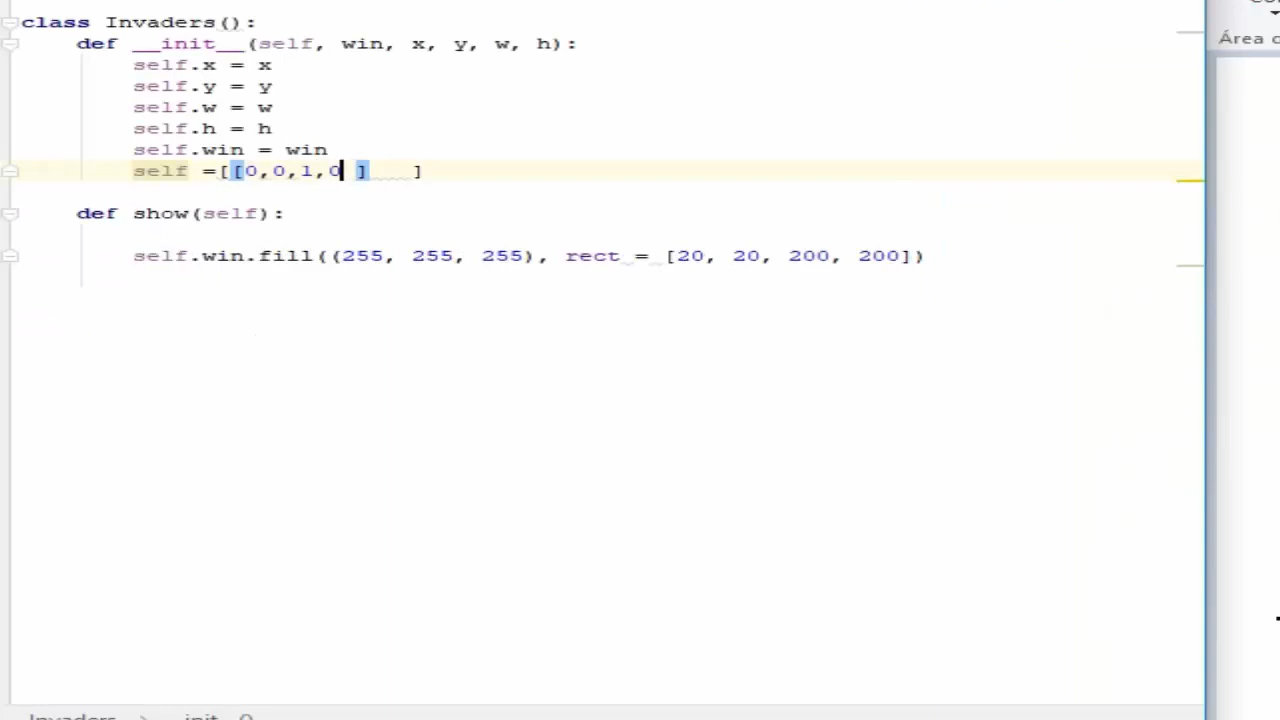 class Invaders():
def __init__(self, win, x, y, w, h):
self.x = x
self.y = y
self.w = w
self.h = h
self.win = win
self =[[0,0,1,0 ] ]
def show(self):
self.win.fill((255, 255, 255), rect = [20, 20, 200, 200])
Área
Invaders